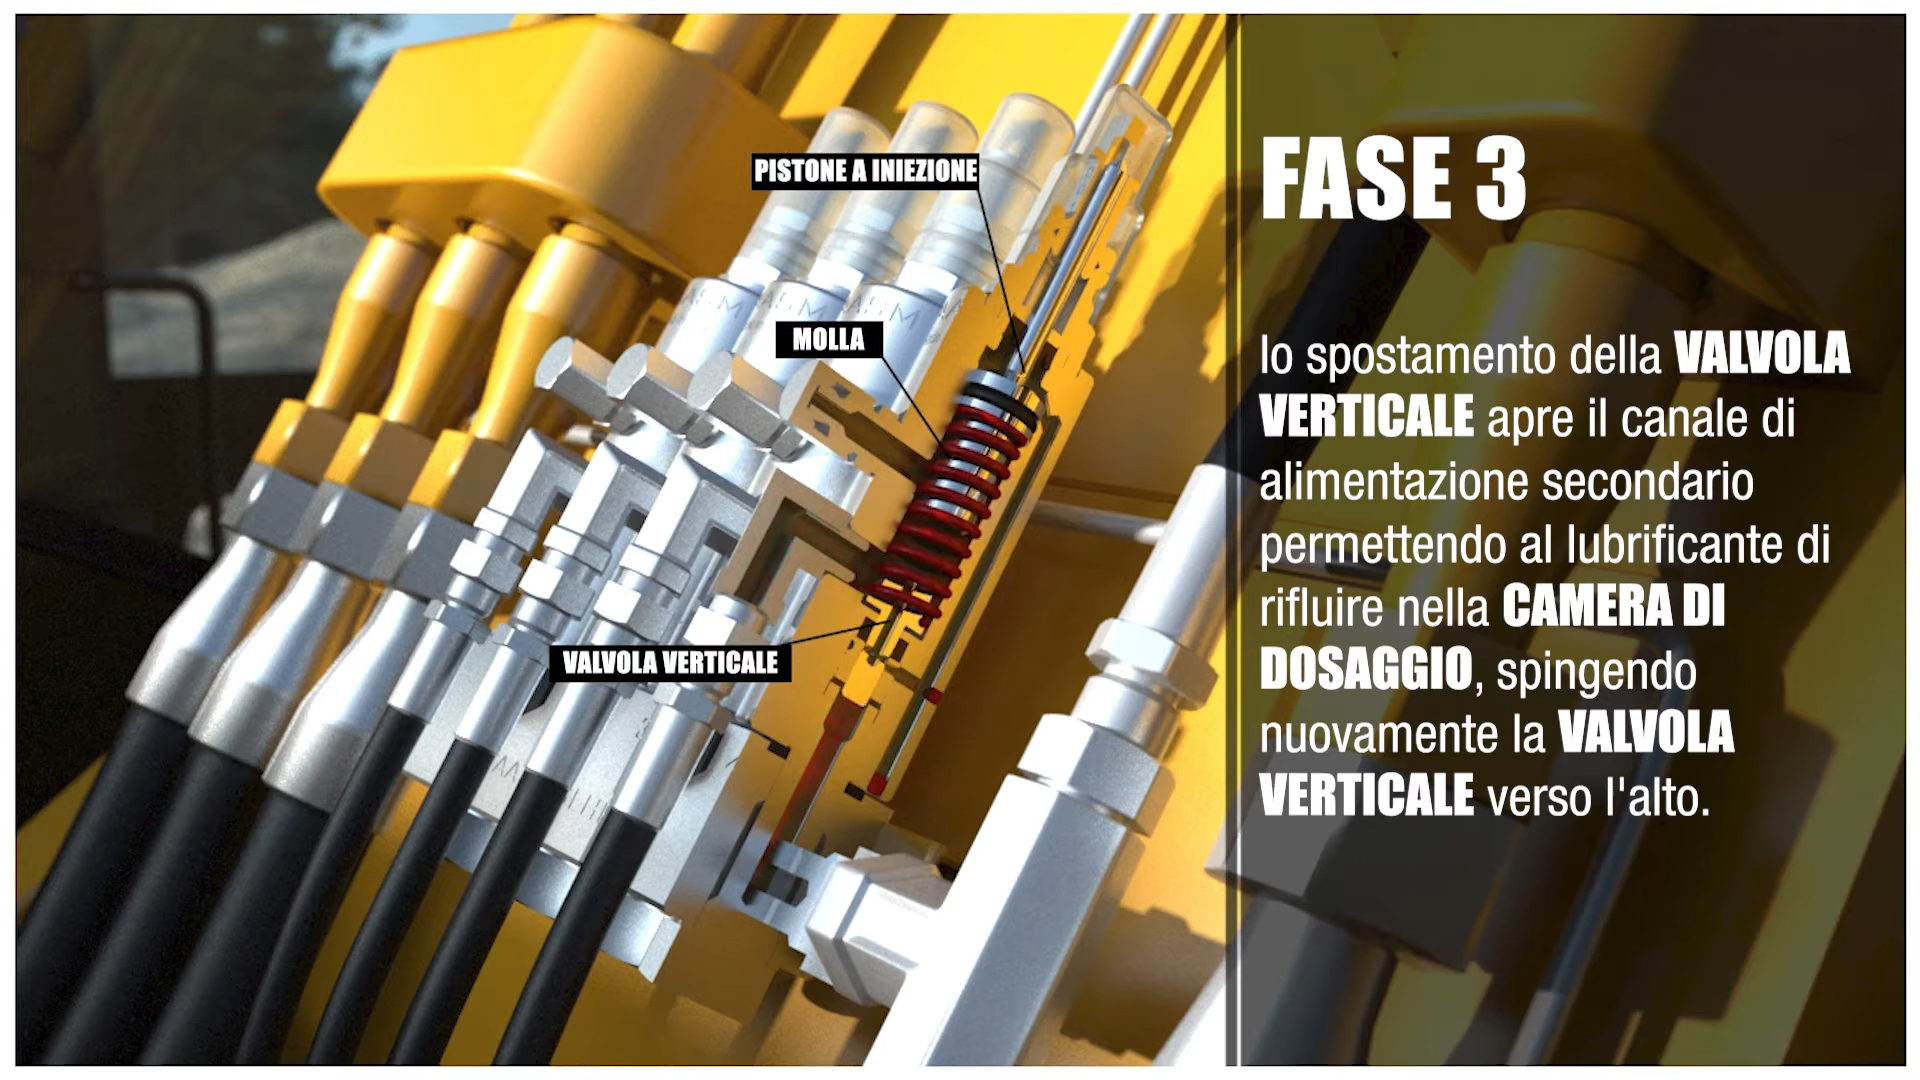 PISTONE A INIEZIONE
MOLLA
VALVOLA VERTICALE
FASE 3
lo spostamento della VALVOLA
VERTICALE apre il canale di
alimentazione secondario
permettendo al lubrificante di
rifluire nella CAMERA DI
DOSAGGIO, spingendo
nuovamente la VALVOLA
VERTICALE verso l'alto.